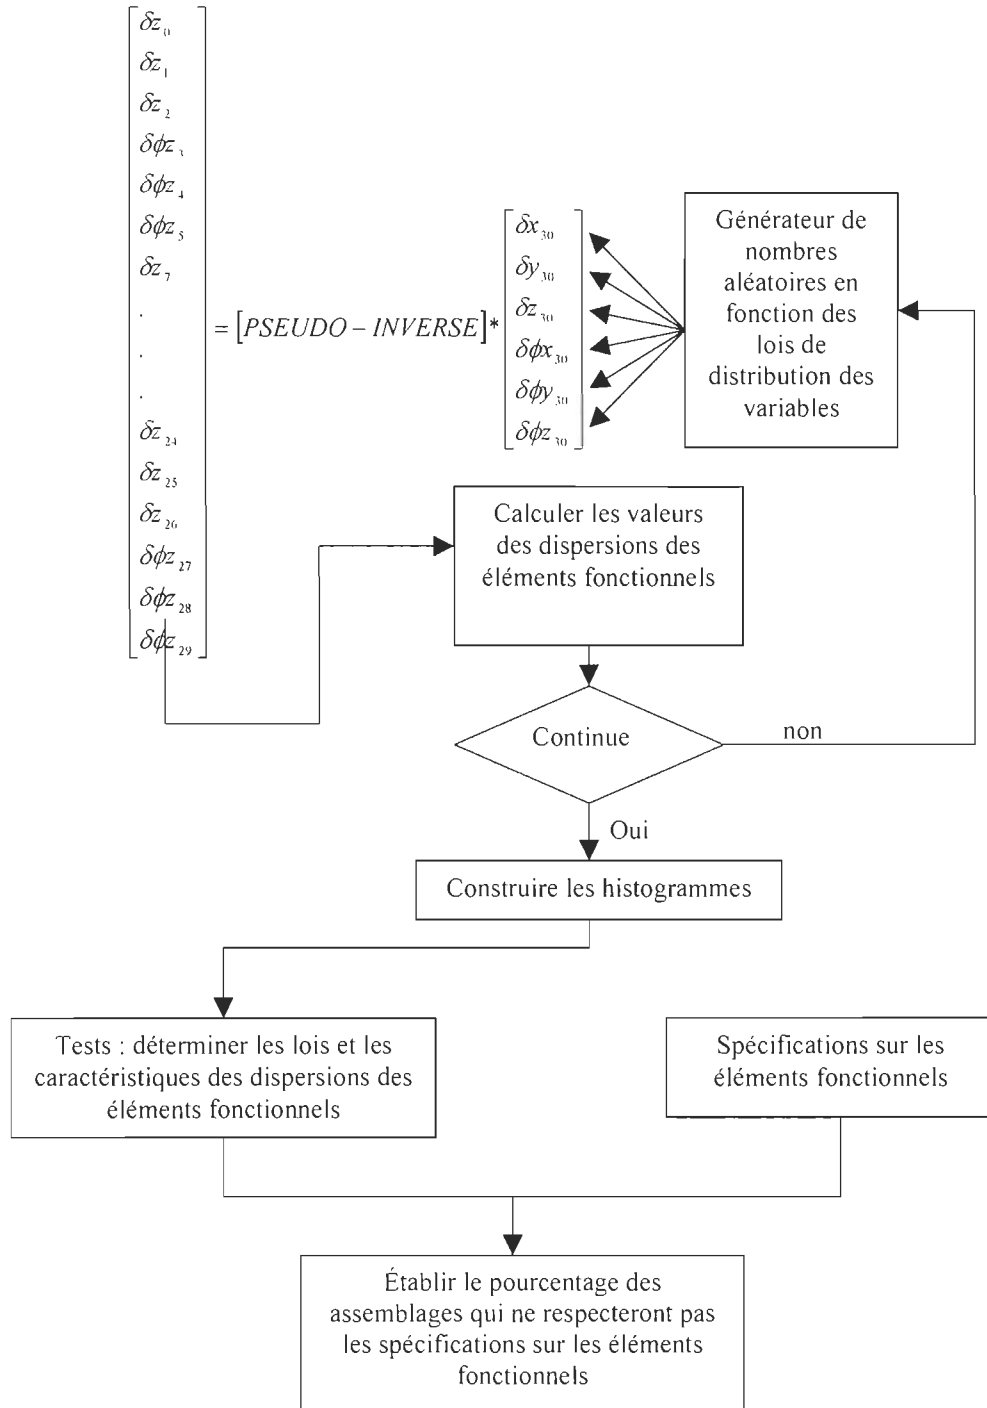 δz₀
δz₁
δz₂
δϕz₃
δϕz₄
δϕz₅
δz₇
.
.
.
δz₂₄
δz₂₅
δz₂₆
δϕz₂₇
δϕz₂₈
δϕz₂₉
= [PSEUDO – INVERSE]*
δx₃₀
δy₃₀
δz₃₀
δϕx₃₀
δϕy₃₀
δϕz₃₀
Générateur de
nombres
aléatoires en
fonction des
lois de
distribution des
variables
Calculer les valeurs
des dispersions des
éléments fonctionnels
Continue
non
Oui
Construire les histogrammes
Tests : déterminer les lois et les
caractéristiques des dispersions des
éléments fonctionnels
Spécifications sur les
éléments fonctionnels
Établir le pourcentage des
assemblages qui ne respecteront pas
les spécifications sur les éléments
fonctionnels